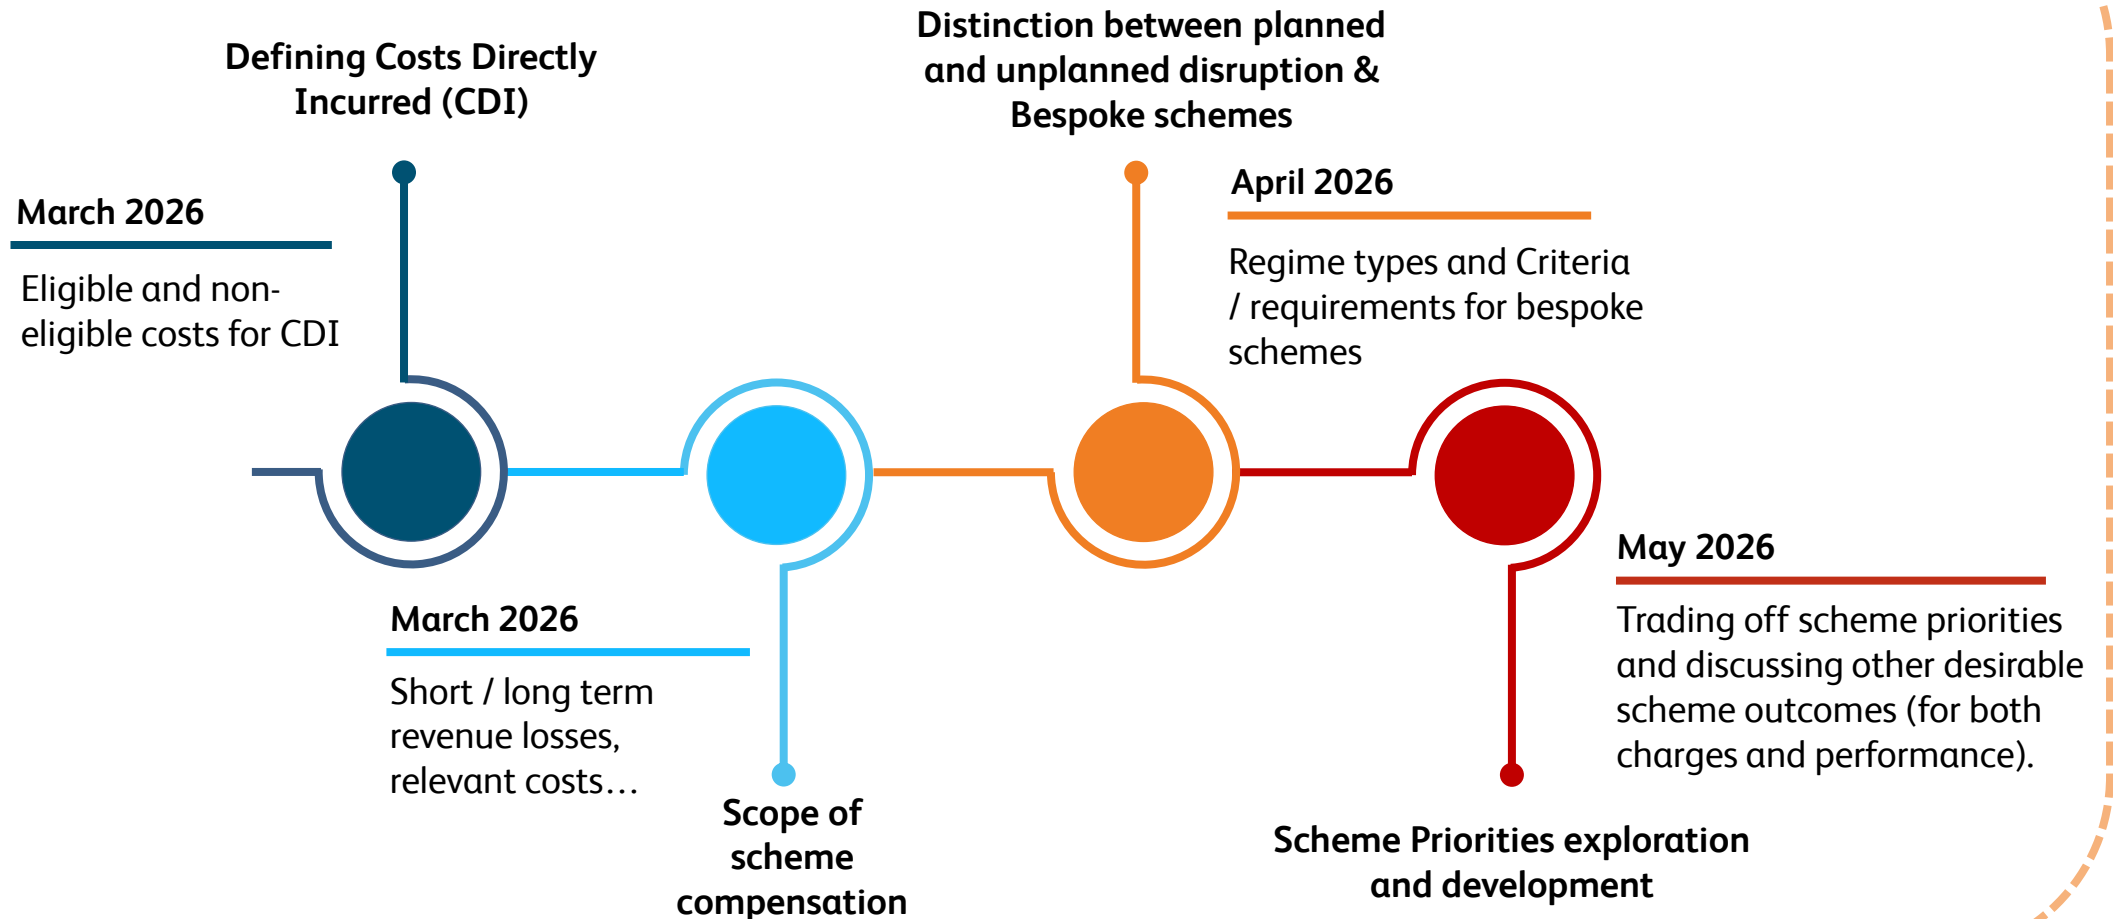 Defining Costs Directly
Incurred (CDI)
March 2026
Eligible and non-
eligible costs for CDI
March 2026
Short / long term
revenue losses,
relevant costs…
Scope of
scheme
compensation
Distinction between planned
and unplanned disruption &
Bespoke schemes
April 2026
Regime types and Criteria
/ requirements for bespoke
schemes
May 2026
Trading off scheme priorities
and discussing other desirable
scheme outcomes (for both
charges and performance).
Scheme Priorities exploration
and development